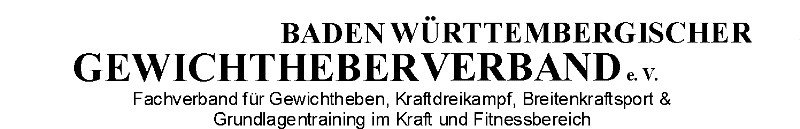 BADEN WÜRTTEMBERGISCHER
GEWICHTHEBERVERBAND e. V.
Fachverband für Gewichtheben, Kraftdreikampf, Breitenkraftsport &
Grundlagentraining im Kraft und Fitnessbereich